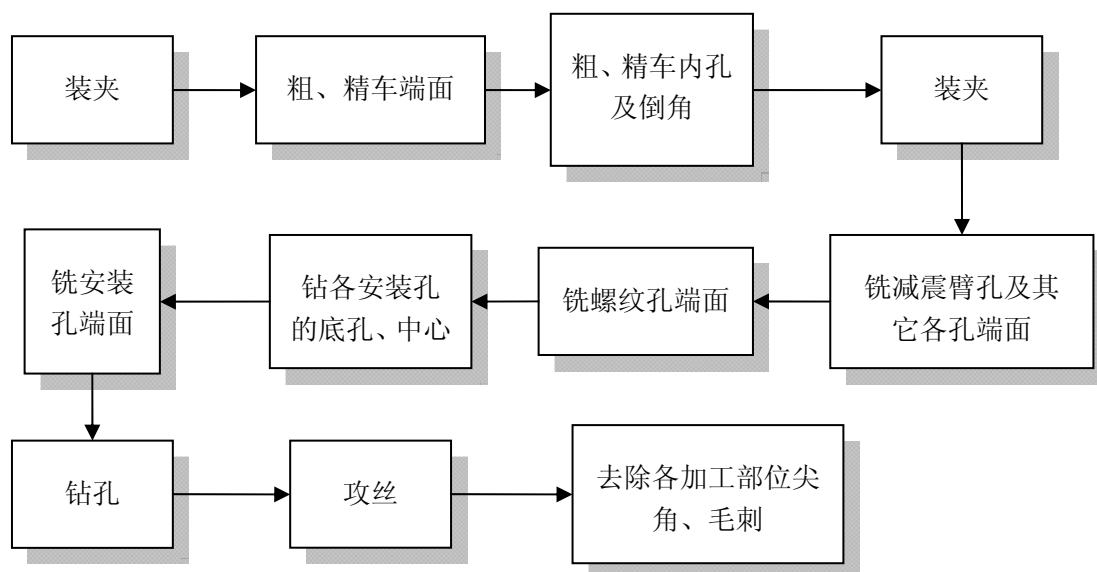 装夹
粗、精车端面
粗、精车内孔
及倒角
装夹
铣减震臂孔及其
它各孔端面
铣螺纹孔端面
钻各安装孔
的底孔、中心
铣安装
孔端面
钻孔
攻丝
去除各加工部位尖
角、毛刺